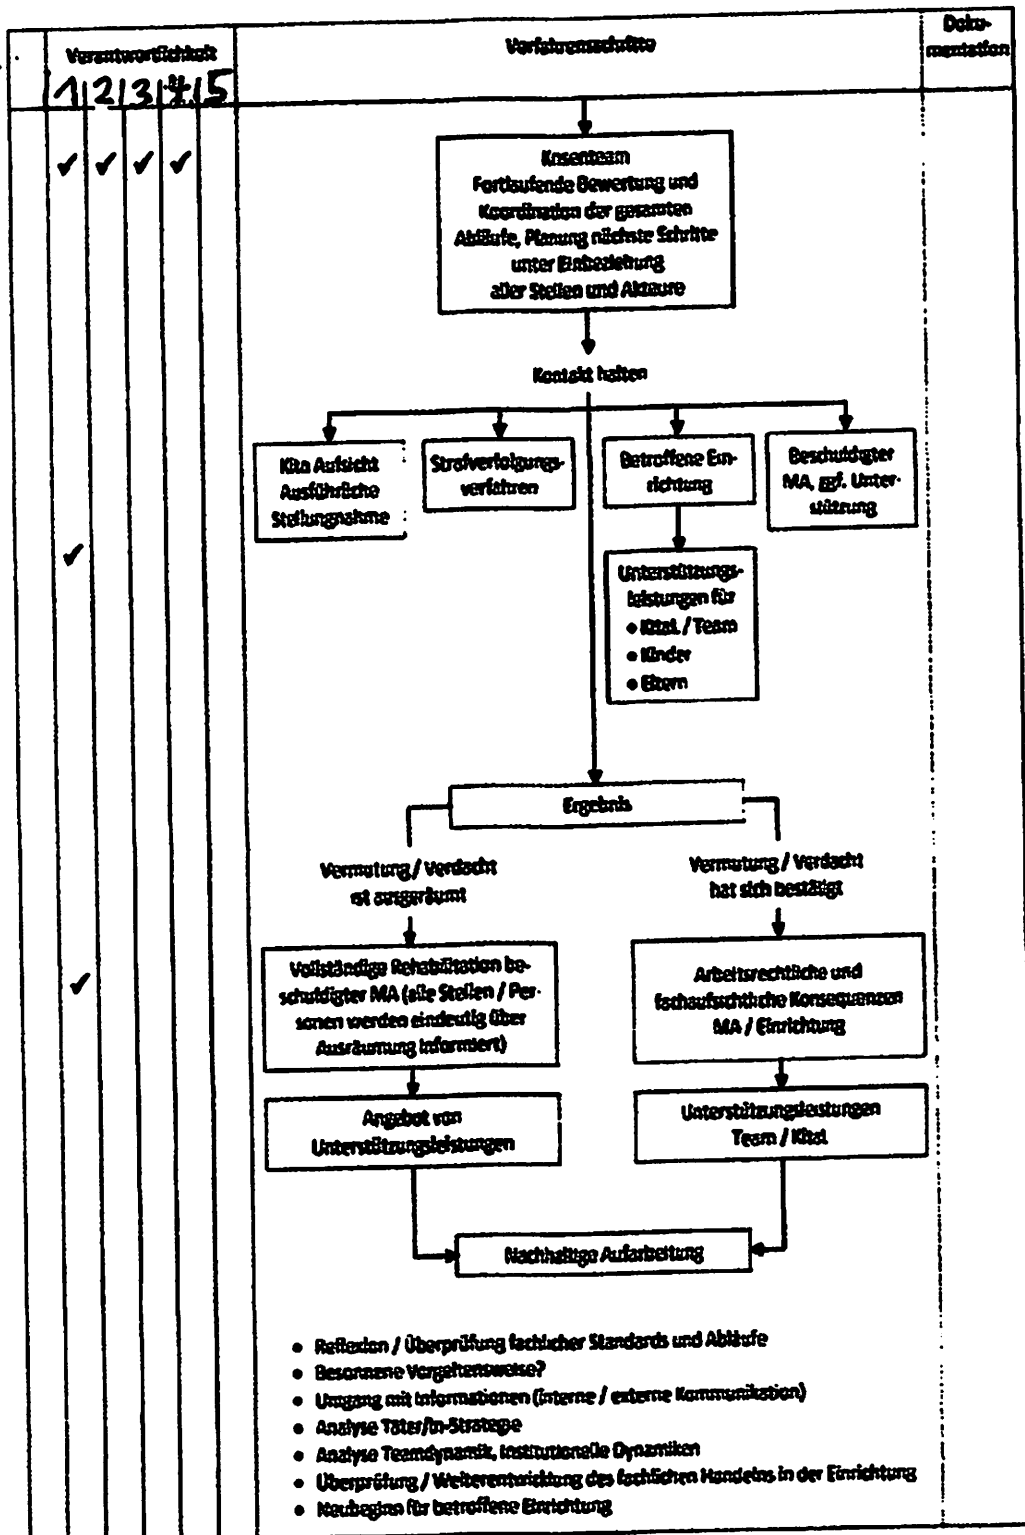 Verantwortlichkeit
Verfahrensschritte
Doku-
mentation
1 2 3 4 5
✓ ✓ ✓ ✓
Krisenteam
Fortlaufende Bewertung und
Koordination der gesamten
Abläufe, Planung nächste Schritte
unter Einbeziehung
aller Stellen und Akteure
Kontakt halten
Kita Aufsicht
Ausführliche
Stellungnahme
Strafverfolgungs-
verfahren
Betroffene Ein-
richtung
Beschuldigter
MA, ggf. Unter-
stützung
✓
Unterstützungs-
leistungen für
• KitaL / Team
• Kinder
• Eltern
Ergebnis
Vermutung / Verdacht
ist ausgeräumt
Vermutung / Verdacht
hat sich bestätigt
✓
Vollständige Rehabilitation be-
schuldigter MA (alle Stellen / Per-
sonen werden eindeutig über
Ausräumung informiert)
Arbeitsrechtliche und
fachaufsichtliche Konsequenzen
MA / Einrichtung
Angebot von
Unterstützungsleistungen
Unterstützungsleistungen
Team / KitaL
Nachhaltige Aufarbeitung
• Reflexion / Überprüfung fachlicher Standards und Abläufe
• Besonnene Vorgehensweise?
• Umgang mit Informationen (interne / externe Kommunikation)
• Analyse Täter/in-Strategie
• Analyse Teamdynamik, Institutionelle Dynamiken
• Überprüfung / Weiterentwicklung des fachlichen Handelns in der Einrichtung
• Neubeginn für betroffene Einrichtung